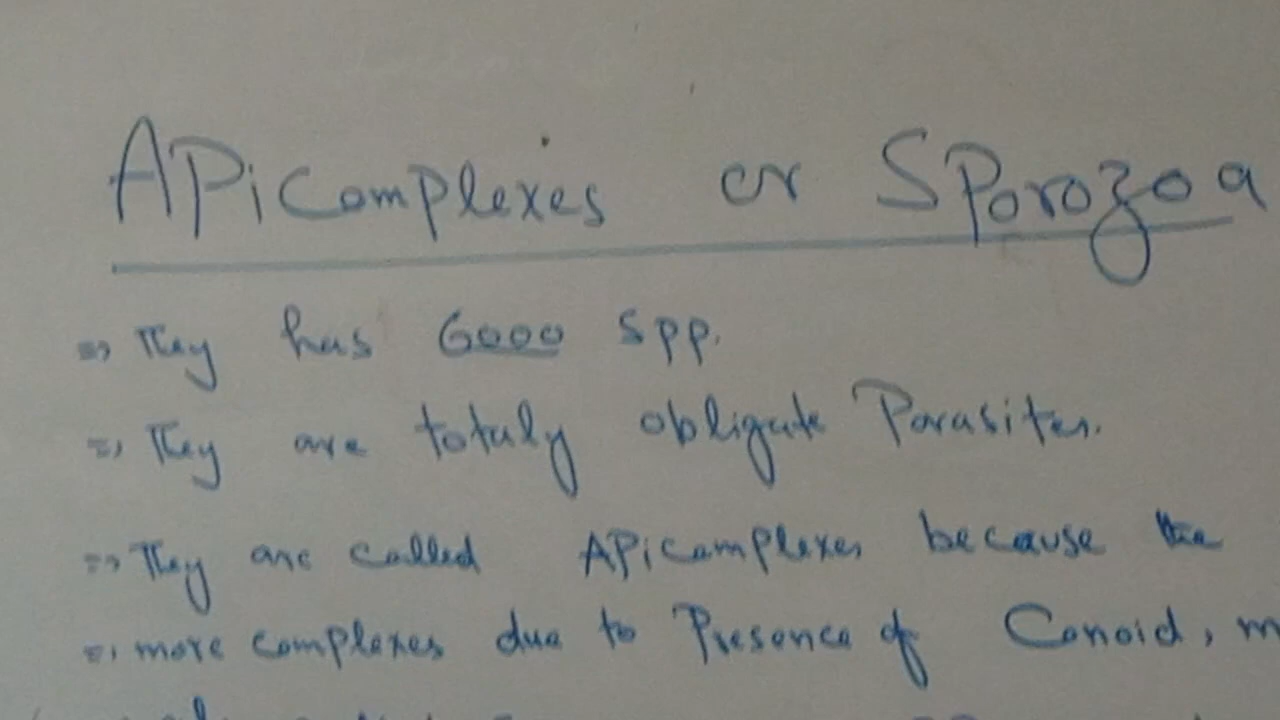 APicomplexes or SPorozoa
⇒ They has 6000 Spp.
⇒ They are totuly obligate Parasites.
⇒ They are called APicomplexes because the
⇒ more complexes due to Presence of Conoid, m